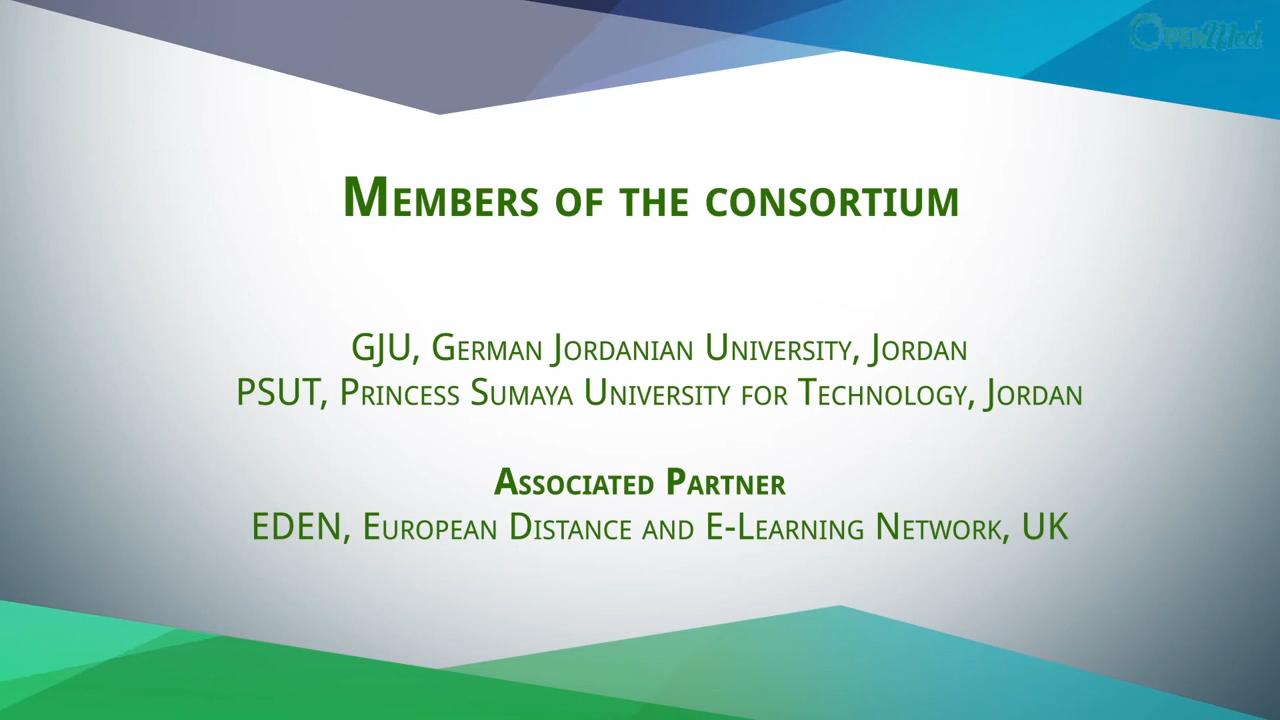 OpenMed
Members of the consortium
GJU, German Jordanian University, Jordan
PSUT, Princess Sumaya University for Technology, Jordan
Associated Partner
EDEN, European Distance and E-Learning Network, UK